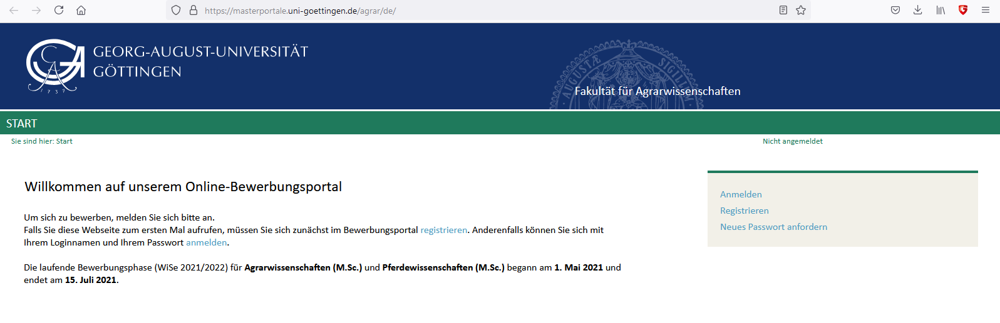 https://masterportale.uni-goettingen.de/agrar/de/
GEORG-AUGUST-UNIVERSITÄT
GÖTTINGEN
1737
AUGUSTÆ SIGILLUM
Fakultät für Agrarwissenschaften
START
Sie sind hier: Start
Nicht angemeldet
Willkommen auf unserem Online-Bewerbungsportal
Um sich zu bewerben, melden Sie sich bitte an.
Falls Sie diese Webseite zum ersten Mal aufrufen, müssen Sie sich zunächst im Bewerbungsportal registrieren. Anderenfalls können Sie sich mit
Ihrem Loginnamen und Ihrem Passwort anmelden.
Die laufende Bewerbungsphase (WiSe 2021/2022) für Agrarwissenschaften (M.Sc.) und Pferdewissenschaften (M.Sc.) begann am 1. Mai 2021 und
endet am 15. Juli 2021.
Anmelden
Registrieren
Neues Passwort anfordern